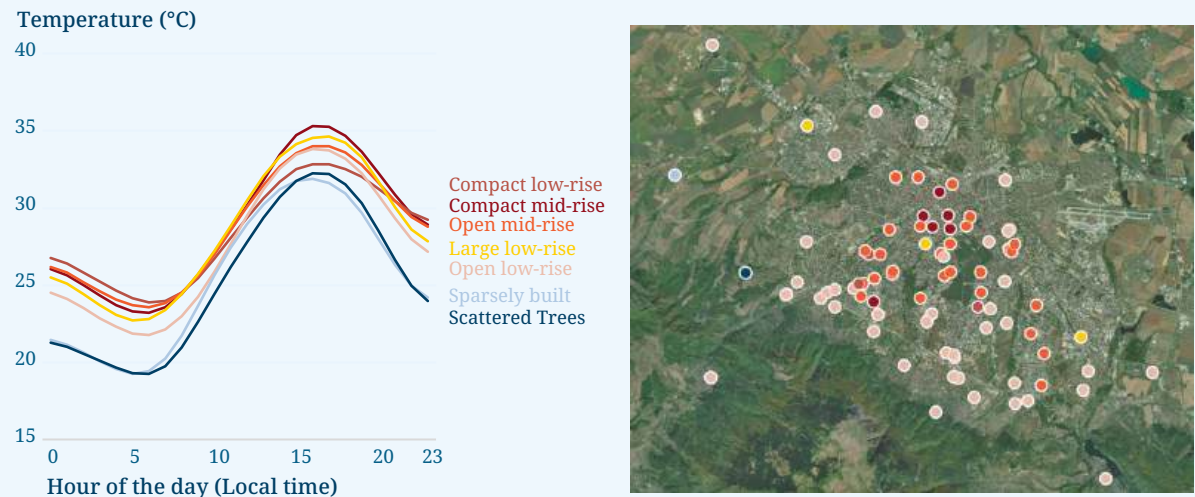 Temperature (°C)
40
35
30
25
20
15
0 5 10 15 20 23
Hour of the day (Local time)
Compact low-rise
Compact mid-rise
Open mid-rise
Large low-rise
Open low-rise
Sparsely built
Scattered Trees